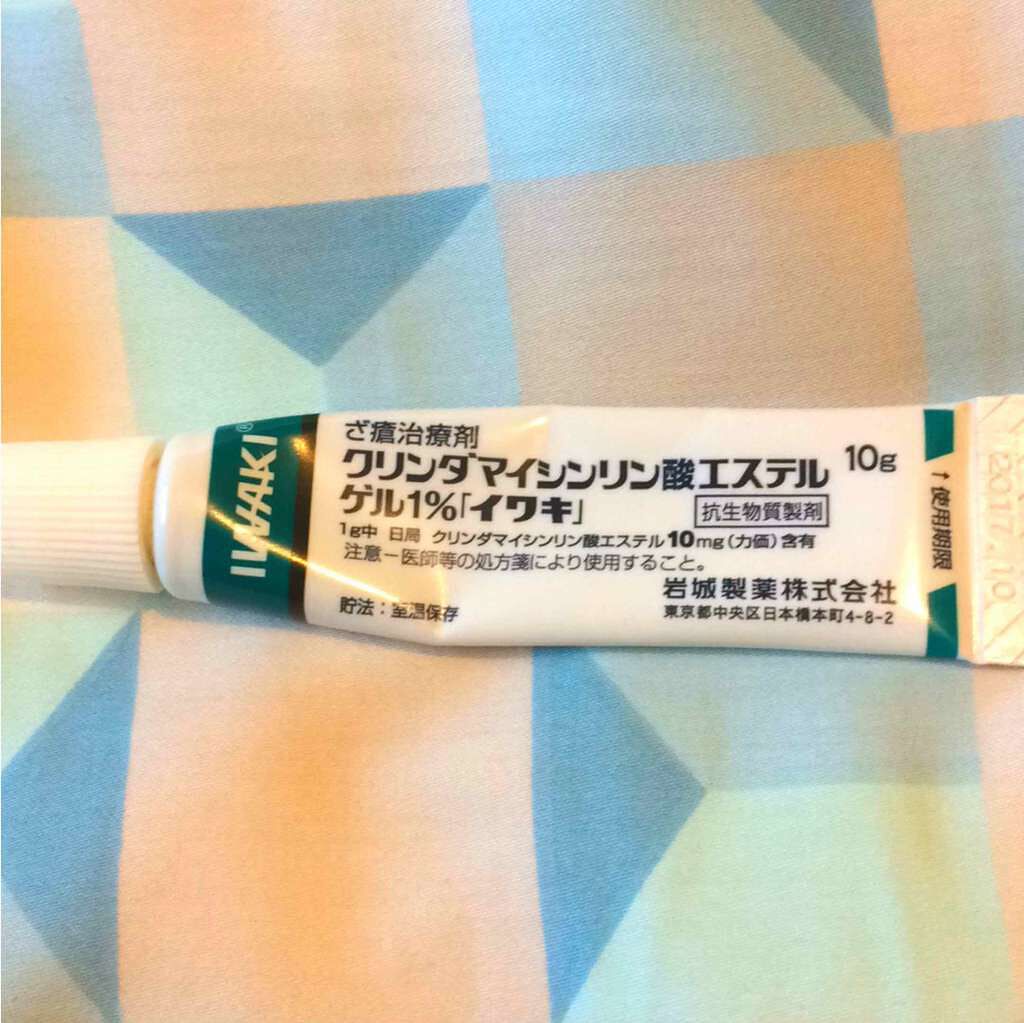 IWAKI®
ざ瘡治療剤
クリンダマイシンリン酸エステル 10g
ゲル1%「イワキ」 抗生物質製剤
1g中 日局 クリンダマイシンリン酸エステル10mg(力価)含有
注意-医師等の処方箋により使用すること。
貯法:室温保存
岩城製薬株式会社
東京都中央区日本橋本町4-8-2
↑使用期限
2017.10